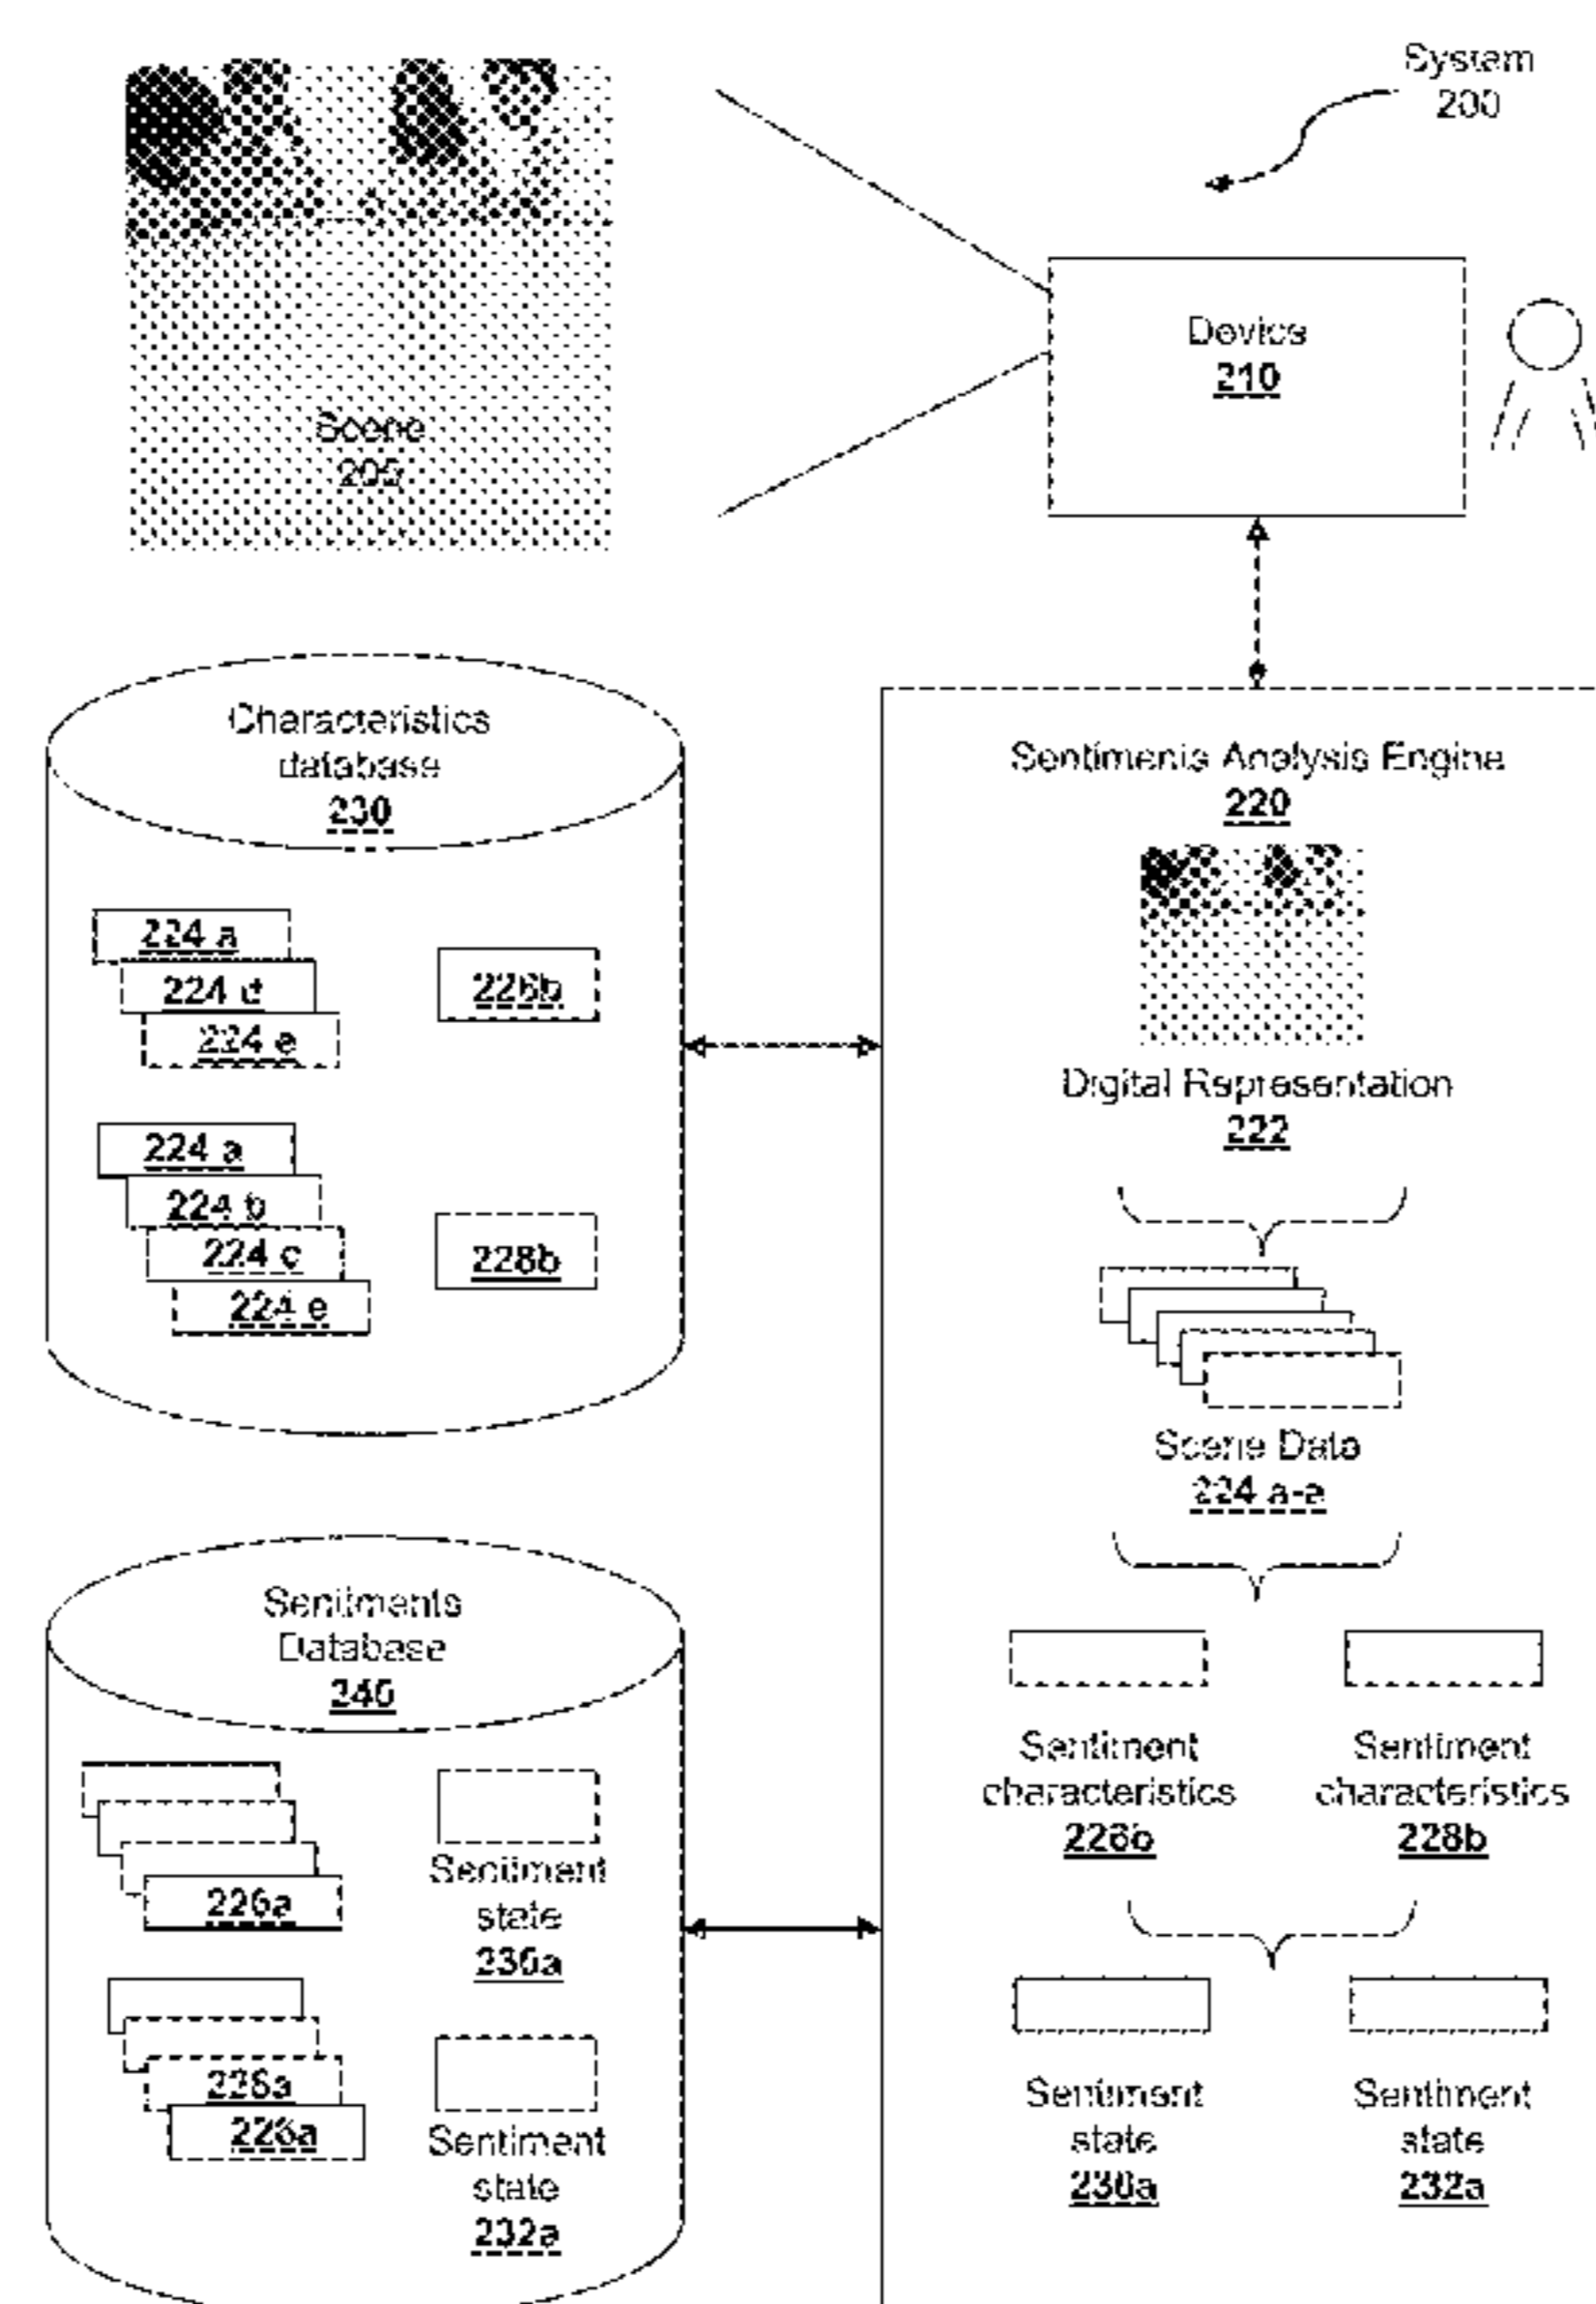 System
200
Device
210
Scene
205
Characteristics
database
230
224 a
224 d
224 e
226b
224 a
224 b
224 c
224 e
228b
Sentiments Analysis Engine
220
Digital Representation
222
Scene Data
224 a-e
Sentiment
characteristics
226b
Sentiment
characteristics
228b
Sentiment
state
230a
Sentiment
state
232a
Sentiments
Database
240
226a
Sentiment
state
230a
228a
226a
Sentiment
state
232a